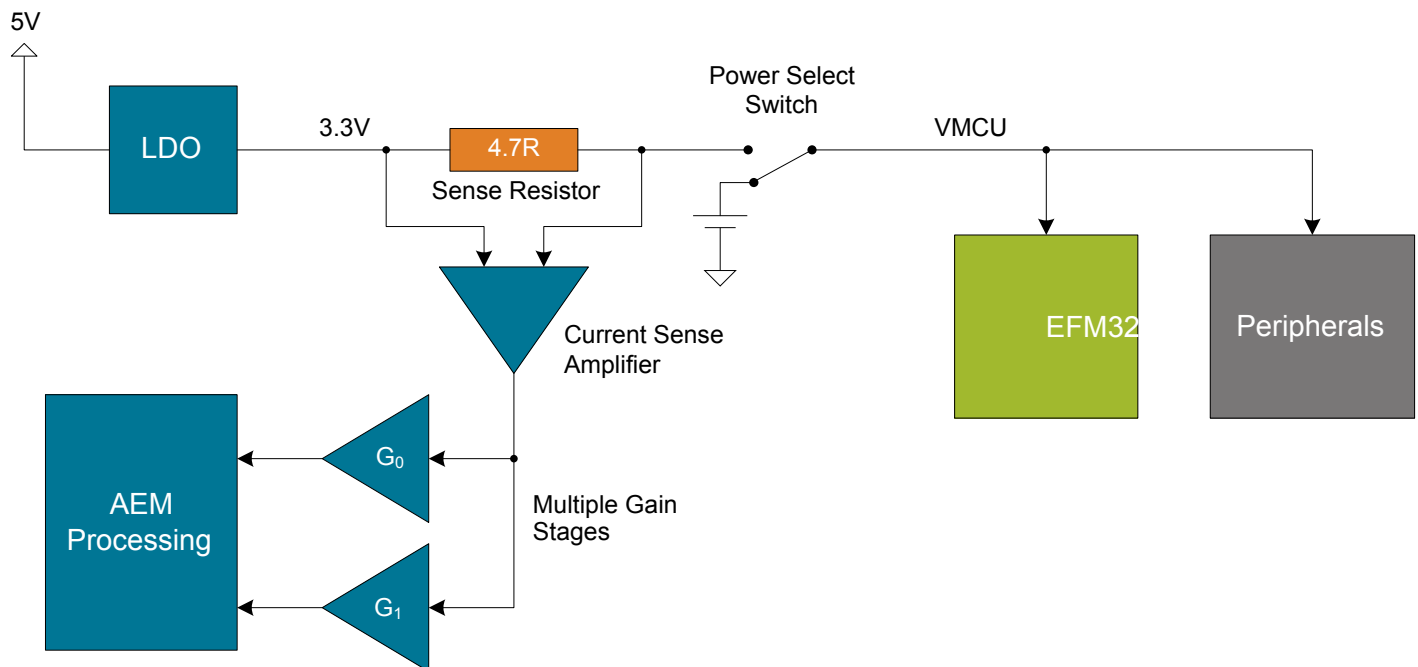 5V
LDO
3.3V
4.7R
Sense Resistor
Power Select
Switch
VMCU
EFM32
Peripherals
Current Sense
Amplifier
AEM
Processing
G₀
G₁
Multiple Gain
Stages